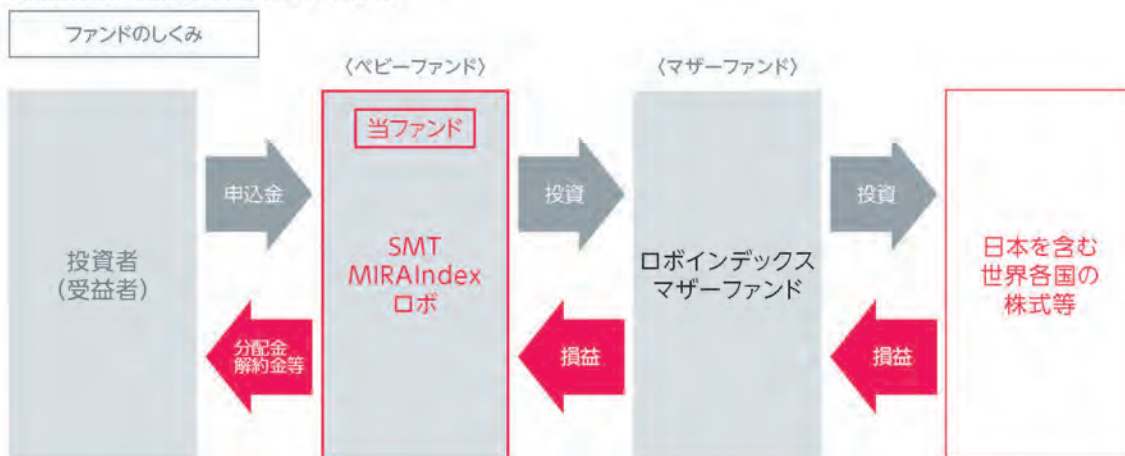 ファンドのしくみ
〈ベビーファンド〉
〈マザーファンド〉
投資者
(受益者)
申込金
分配金
解約金等
当ファンド
SMT
MIRAIndex
ロボ
投資
損益
ロボインデックス
マザーファンド
投資
損益
日本を含む
世界各国の
株式等